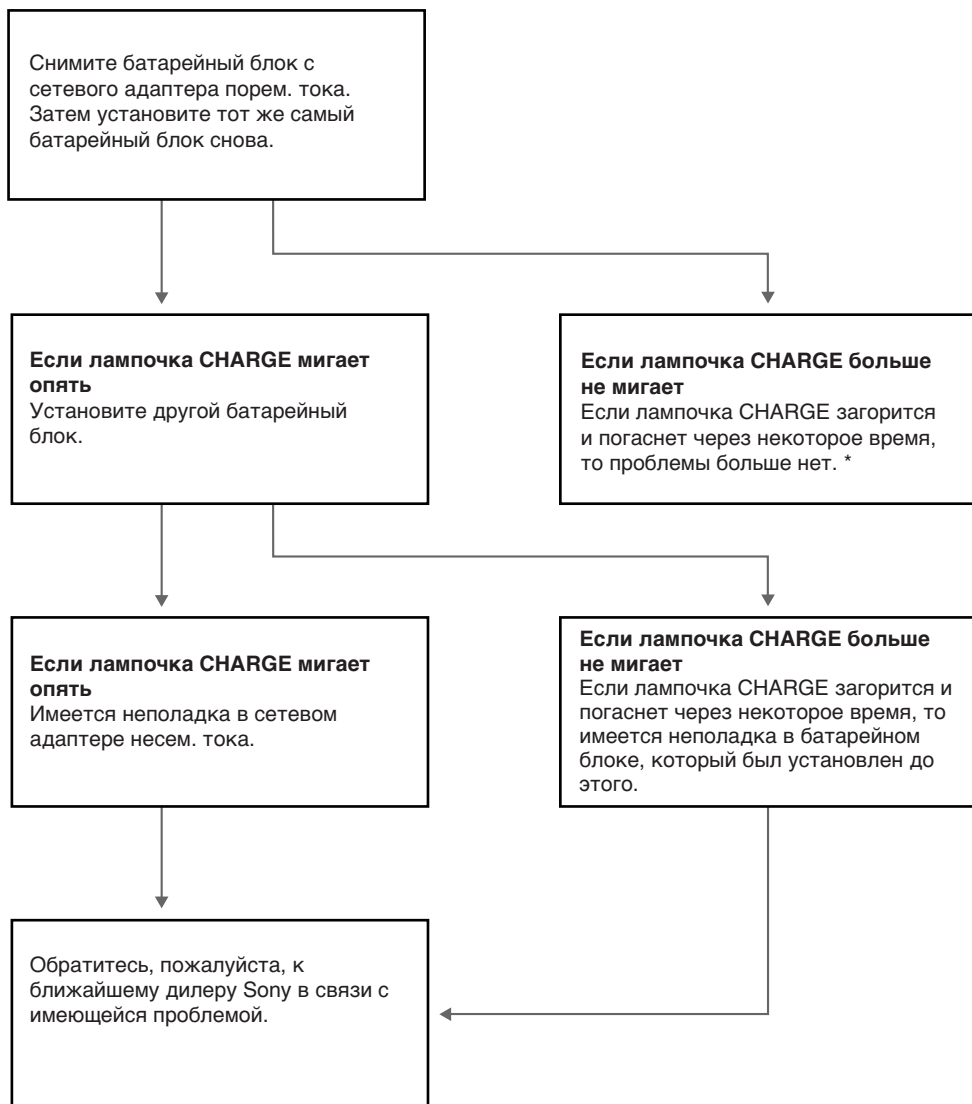 Снимите батарейный блок с
сетевого адаптера порем. тока.
Затем установите тот же самый
батарейный блок снова.
Если лампочка CHARGE мигает
опять
Установите другой батарейный
блок.
Если лампочка CHARGE больше
не мигает
Если лампочка CHARGE загорится
и погаснет через некоторое время,
то проблемы больше нет. *
Если лампочка CHARGE мигает
опять
Имеется неполадка в сетевом
адаптере несем. тока.
Если лампочка CHARGE больше
не мигает
Если лампочка CHARGE загорится и
погаснет через некоторое время, то
имеется неполадка в батарейном
блоке, который был установлен до
этого.
Обратитесь, пожалуйста, к
ближайшему дилеру Sony в связи с
имеющейся проблемой.